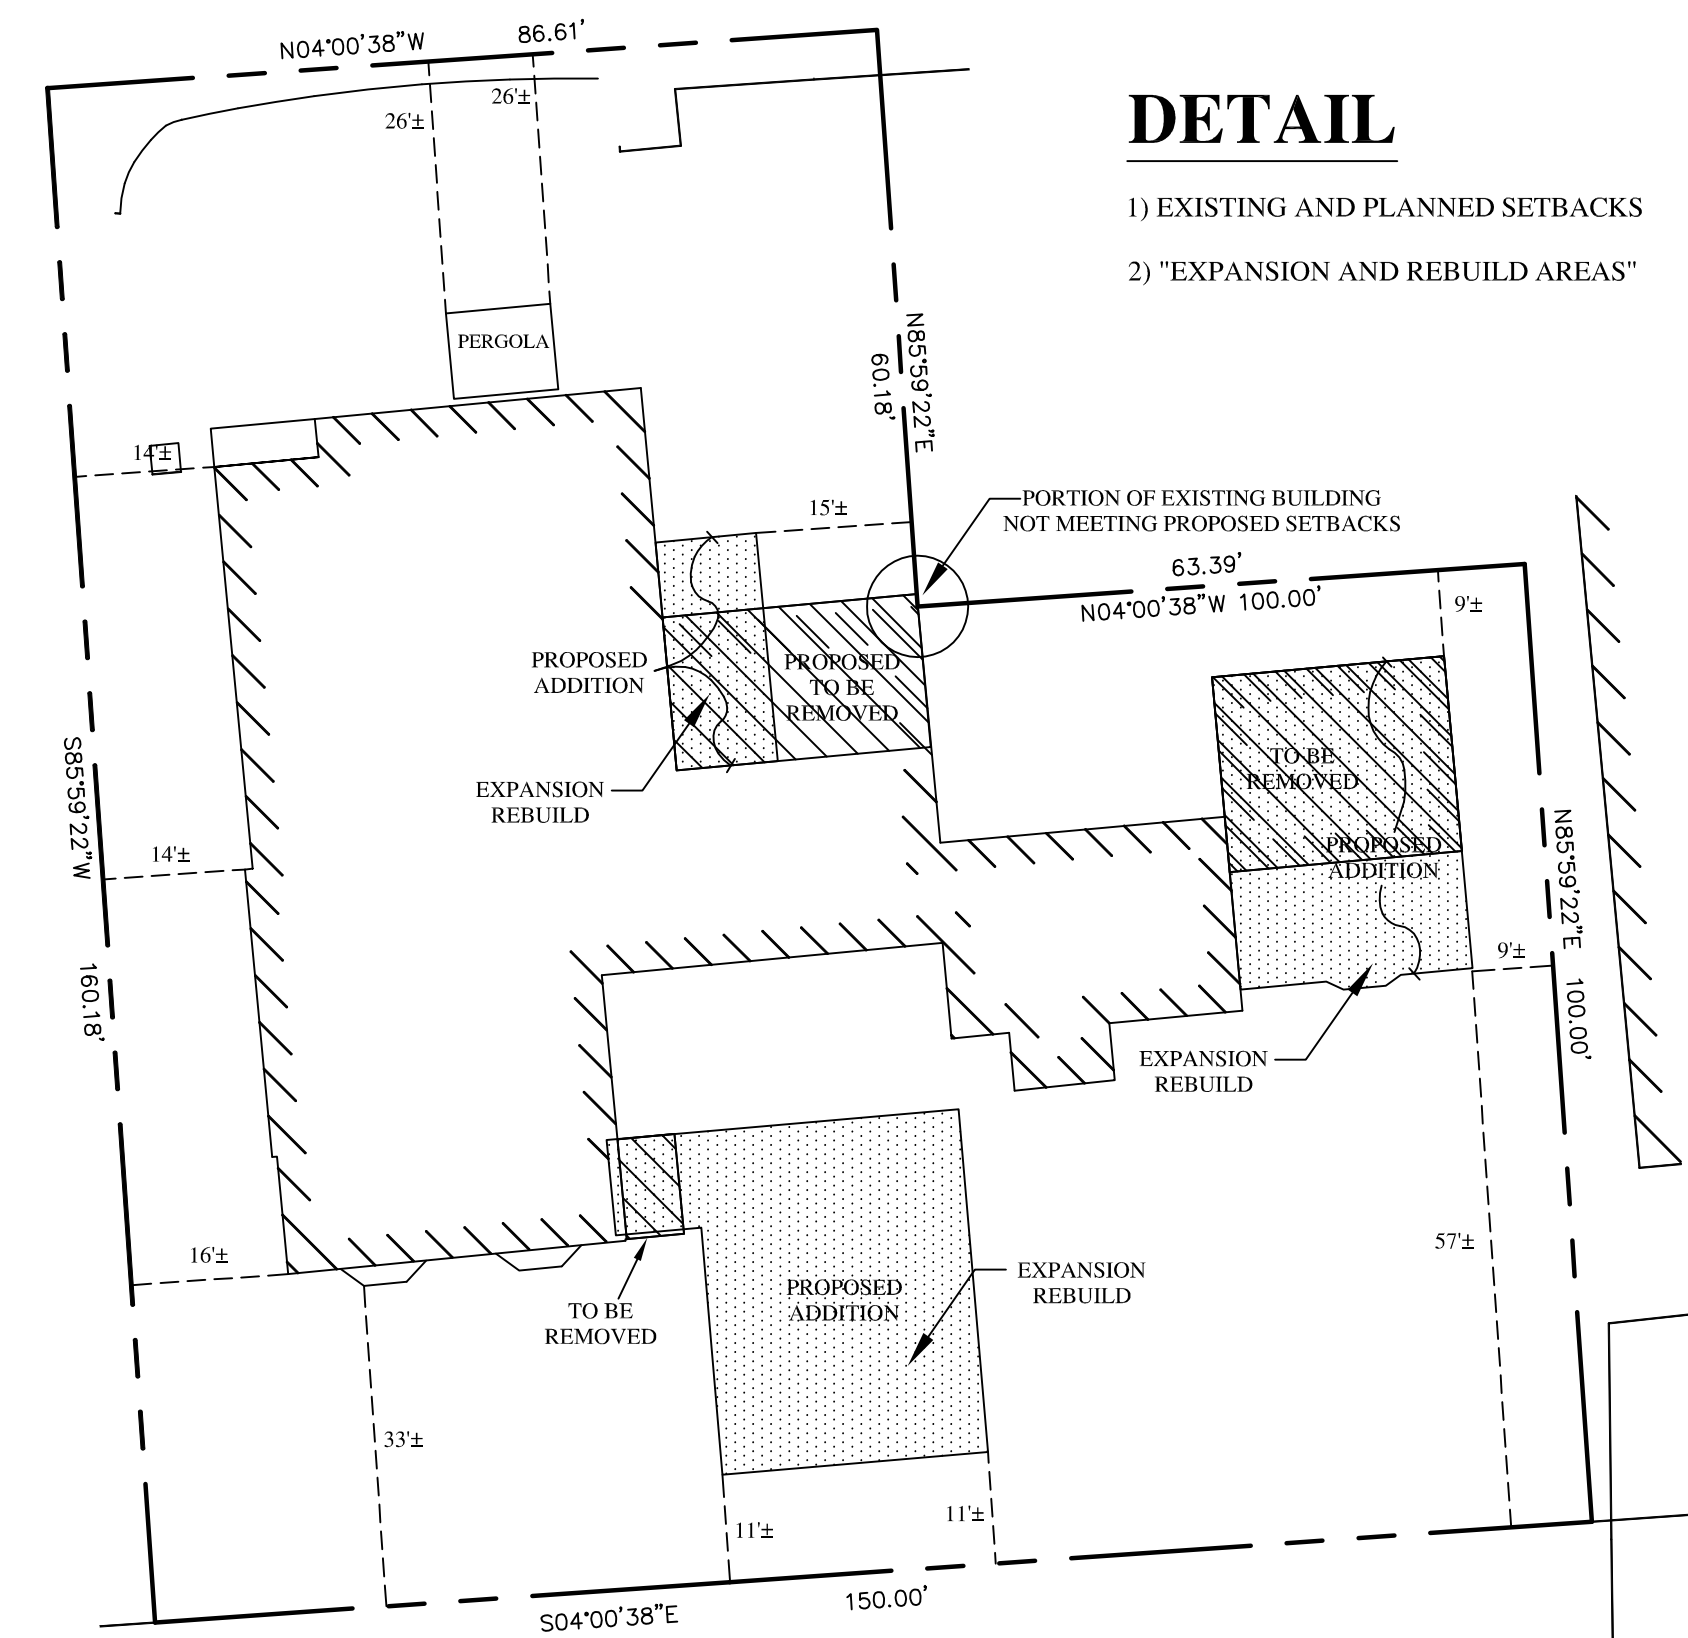 N04°00'38"W
86.61'
26'±
26'±
DETAIL
1) EXISTING AND PLANNED SETBACKS
2) "EXPANSION AND REBUILD AREAS"
PERGOLA
N85°59'22"E
60.18'
14'±
15'±
PORTION OF EXISTING BUILDING
NOT MEETING PROPOSED SETBACKS
63.39'
N04°00'38"W 100.00'
9'±
PROPOSED
ADDITION
PROPOSED
TO BE
REMOVED
EXPANSION
REBUILD
TO BE
REMOVED
PROPOSED
ADDITION
S85°59'22"W
160.18'
14'±
N85°59'22"E 100.00'
9'±
EXPANSION
REBUILD
16'±
TO BE
REMOVED
PROPOSED
ADDITION
EXPANSION
REBUILD
57'±
33'±
11'±
11'±
S04°00'38"E
150.00'